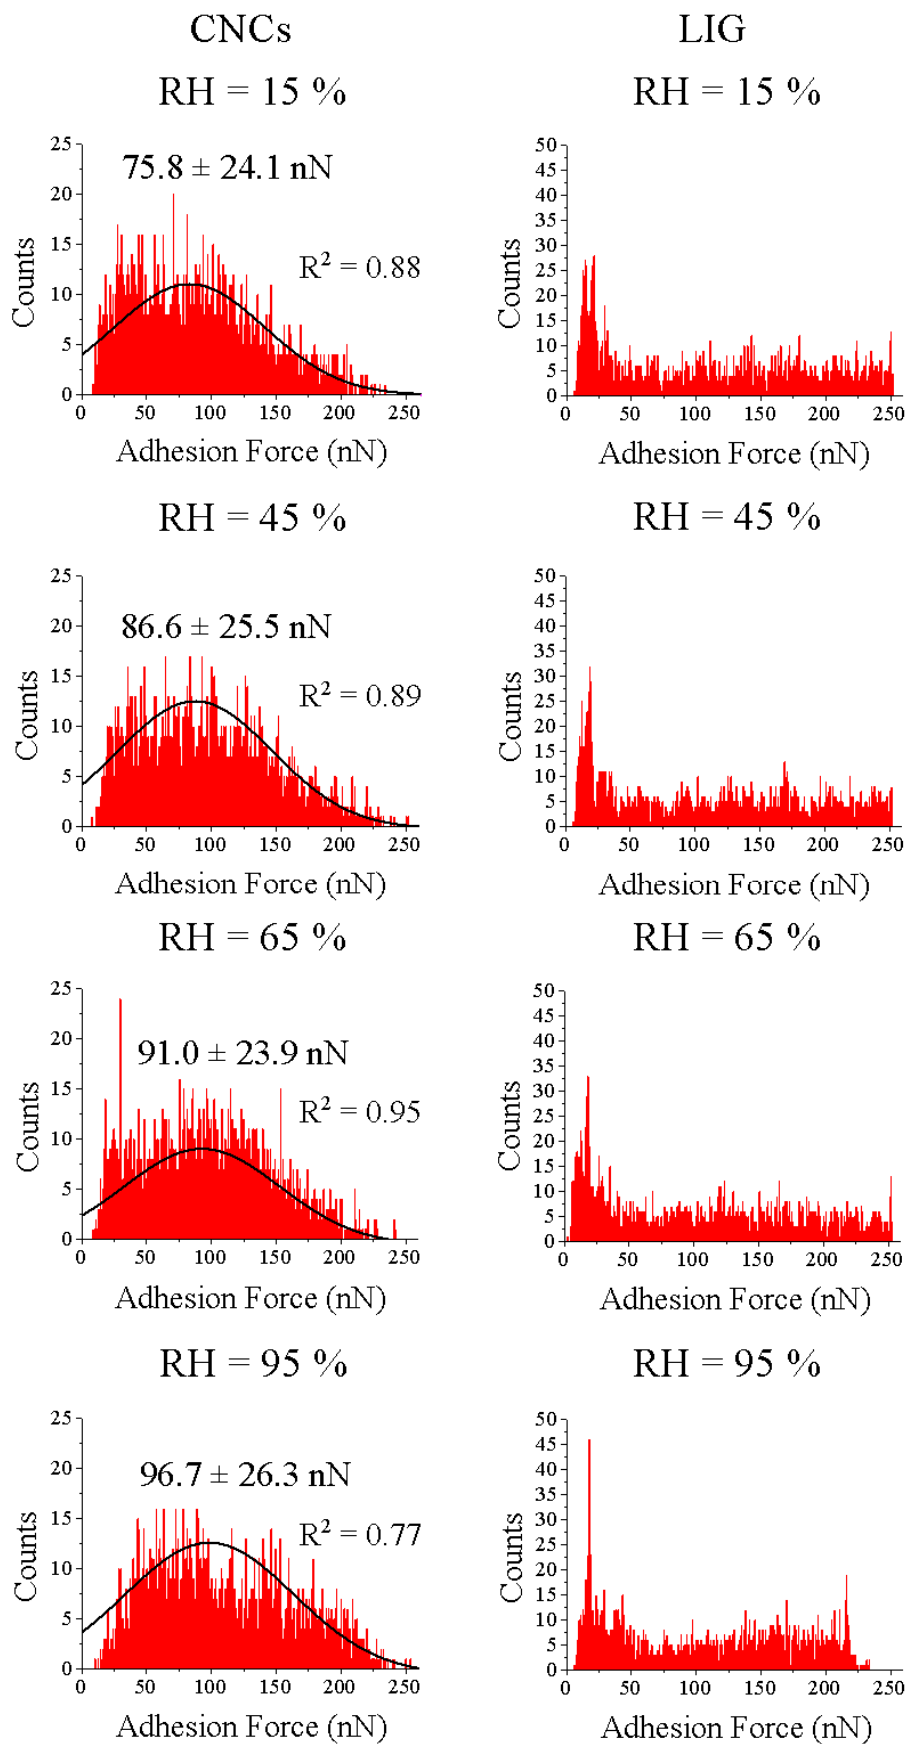 CNCs
LIG
RH = 15 %
RH = 15 %
25
20
15
10
5
0
Counts
75.8 ± 24.1 nN
R² = 0.88
0 50 100 150 200 250
Adhesion Force (nN)
50
45
40
35
30
25
20
15
10
5
0
Counts
0 50 100 150 200 250
Adhesion Force (nN)
RH = 45 %
RH = 45 %
25
20
15
10
5
0
Counts
86.6 ± 25.5 nN
R² = 0.89
0 50 100 150 200 250
Adhesion Force (nN)
50
45
40
35
30
25
20
15
10
5
0
Counts
0 50 100 150 200 250
Adhesion Force (nN)
RH = 65 %
RH = 65 %
25
20
15
10
5
0
Counts
91.0 ± 23.9 nN
R² = 0.95
0 50 100 150 200 250
Adhesion Force (nN)
50
45
40
35
30
25
20
15
10
5
0
Counts
0 50 100 150 200 250
Adhesion Force (nN)
RH = 95 %
RH = 95 %
25
20
15
10
5
0
Counts
96.7 ± 26.3 nN
R² = 0.77
0 50 100 150 200 250
Adhesion Force (nN)
50
45
40
35
30
25
20
15
10
5
0
Counts
0 50 100 150 200 250
Adhesion Force (nN)